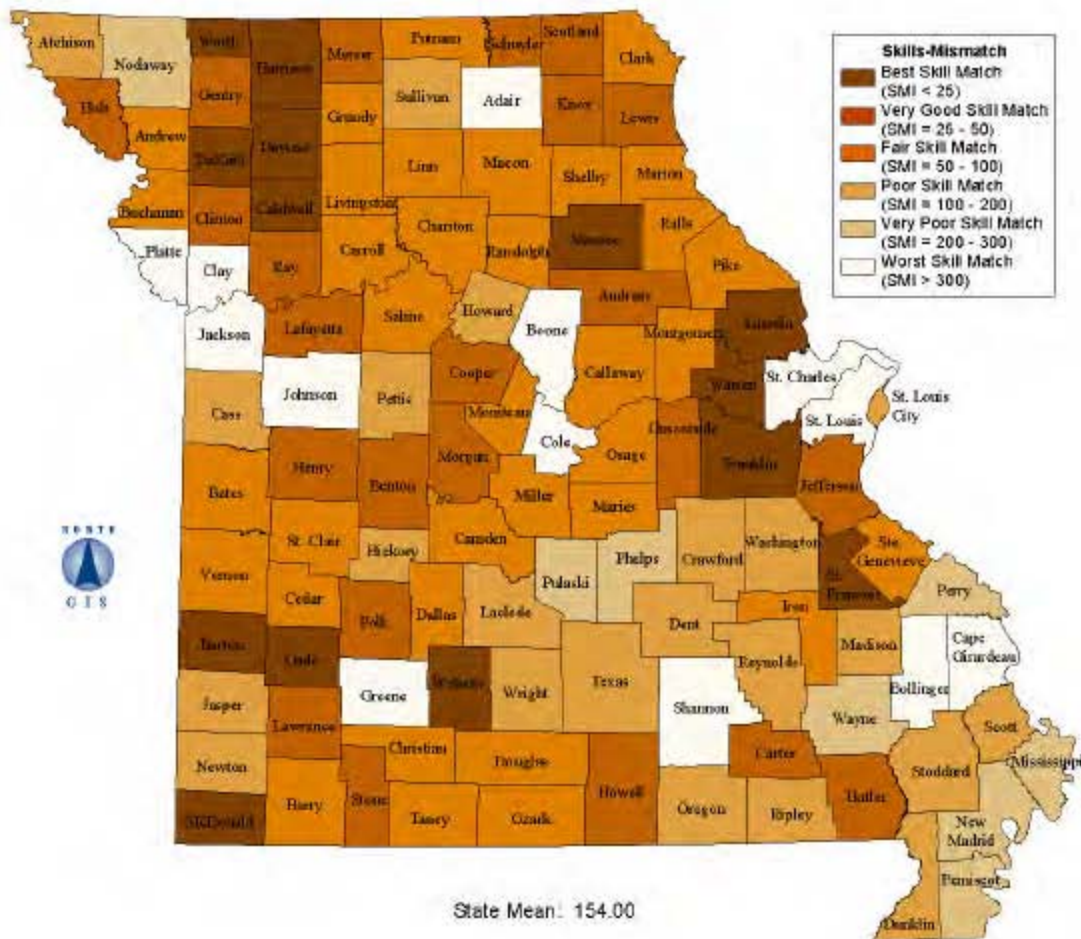 Skills-Mismatch
Best Skill Match
(SMI < 25)
Very Good Skill Match
(SMI = 25 - 50)
Fair Skill Match
(SMI = 50 - 100)
Poor Skill Match
(SMI = 100 - 200)
Very Poor Skill Match
(SMI = 200 - 300)
Worst Skill Match
(SMI > 300)
Atchison
Nodaway
Worth
Harrison
Mercer
Putnam
Schuyler
Scotland
Clark
Holt
Gentry
Sullivan
Adair
Knox
Lewis
Andrew
Grundy
Daviess
Linn
Macon
Shelby
Marion
Buchanan
Clinton
Caldwell
Livingston
Chariton
Randolph
Monroe
Ralls
Pike
Platte
Clay
Ray
Carroll
Audrain
Jackson
Lafayette
Saline
Howard
Boone
Montgomery
Lincoln
Callaway
Warren
St. Charles
St. Louis
St. Louis
City
Johnson
Cass
Pettis
Cooper
Moniteau
Cole
Osage
Gasconade
Franklin
Jefferson
Henry
Benton
Morgan
Miller
Maries
Bates
St. Clair
Hickory
Camden
Pulaski
Phelps
Crawford
Washington
Ste.
Genevieve
St.
Francois
Perry
NORTH
GIS
Vernon
Cedar
Polk
Dallas
Laclede
Dent
Iron
Madison
Cape
Girardeau
Bollinger
Barton
Dade
Greene
Webster
Wright
Texas
Shannon
Reynolds
Wayne
Scott
Jasper
Lawrence
Christian
Douglas
Howell
Carter
Butler
Stoddard
Mississippi
Newton
McDonald
Barry
Stone
Taney
Ozark
Oregon
Ripley
New
Madrid
Pemiscot
Dunklin
State Mean: 154.00